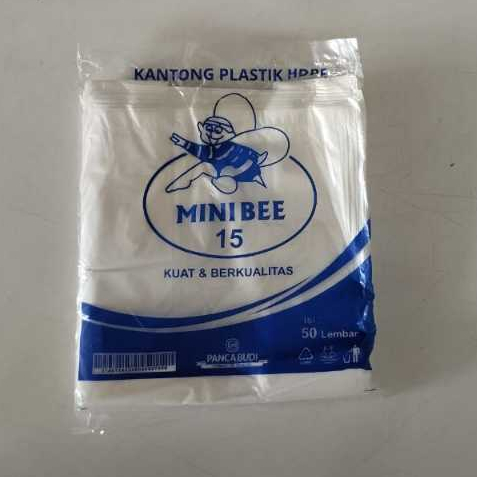 KANTONG PLASTIK HDPE
MINI BEE
15
KUAT & BERKUALITAS
Isi
50 Lembar
PANCA BUDI